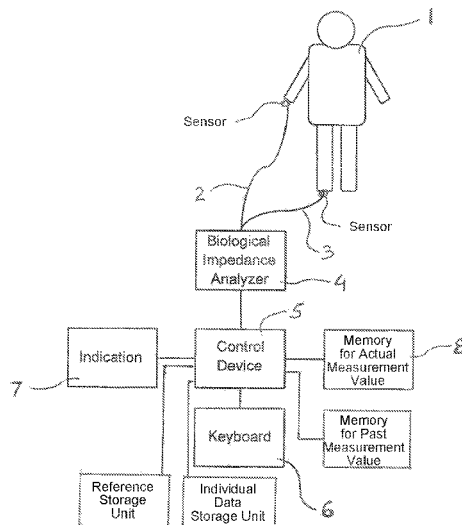 1
Sensor
2
Sensor
3
Biological
Impedance
Analyzer
4
5
Indication
7
Control
Device
Memory
for Actual
Measurement
Value
8
Keyboard
6
Memory
for Past
Measurement
Value
Reference
Storage
Unit
Individual
Data
Storage Unit